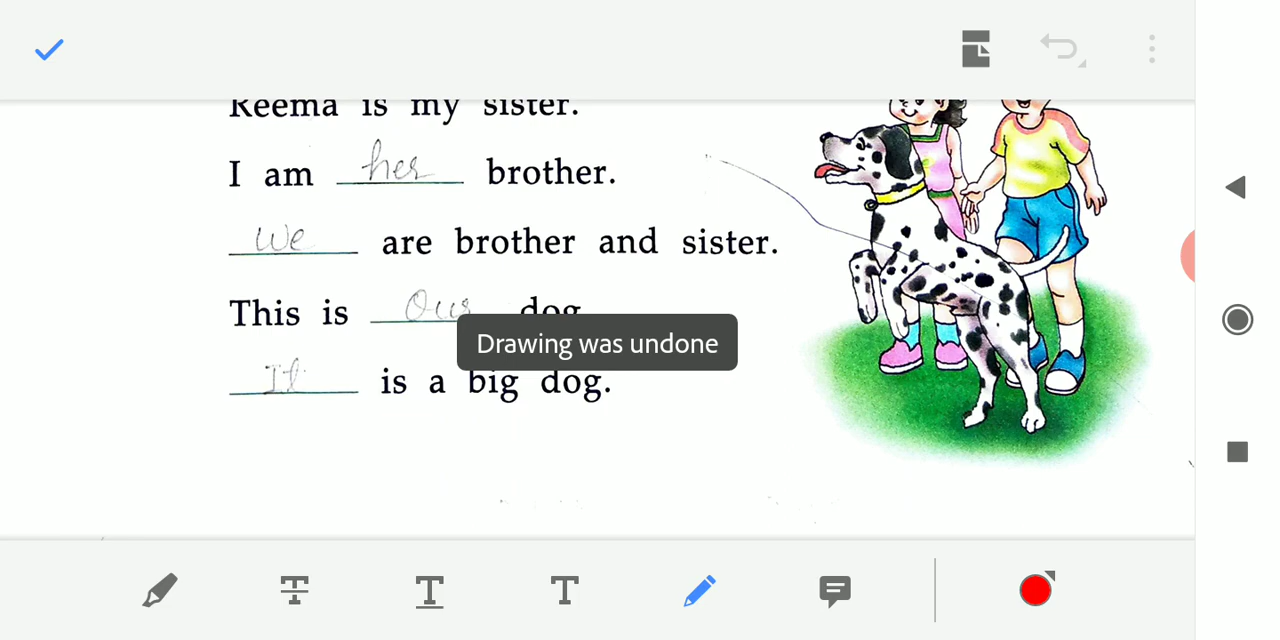 Reema is my sister.
I am her brother.
We are brother and sister.
This is Our dog
Drawing was undone
It is a big dog.
T T T